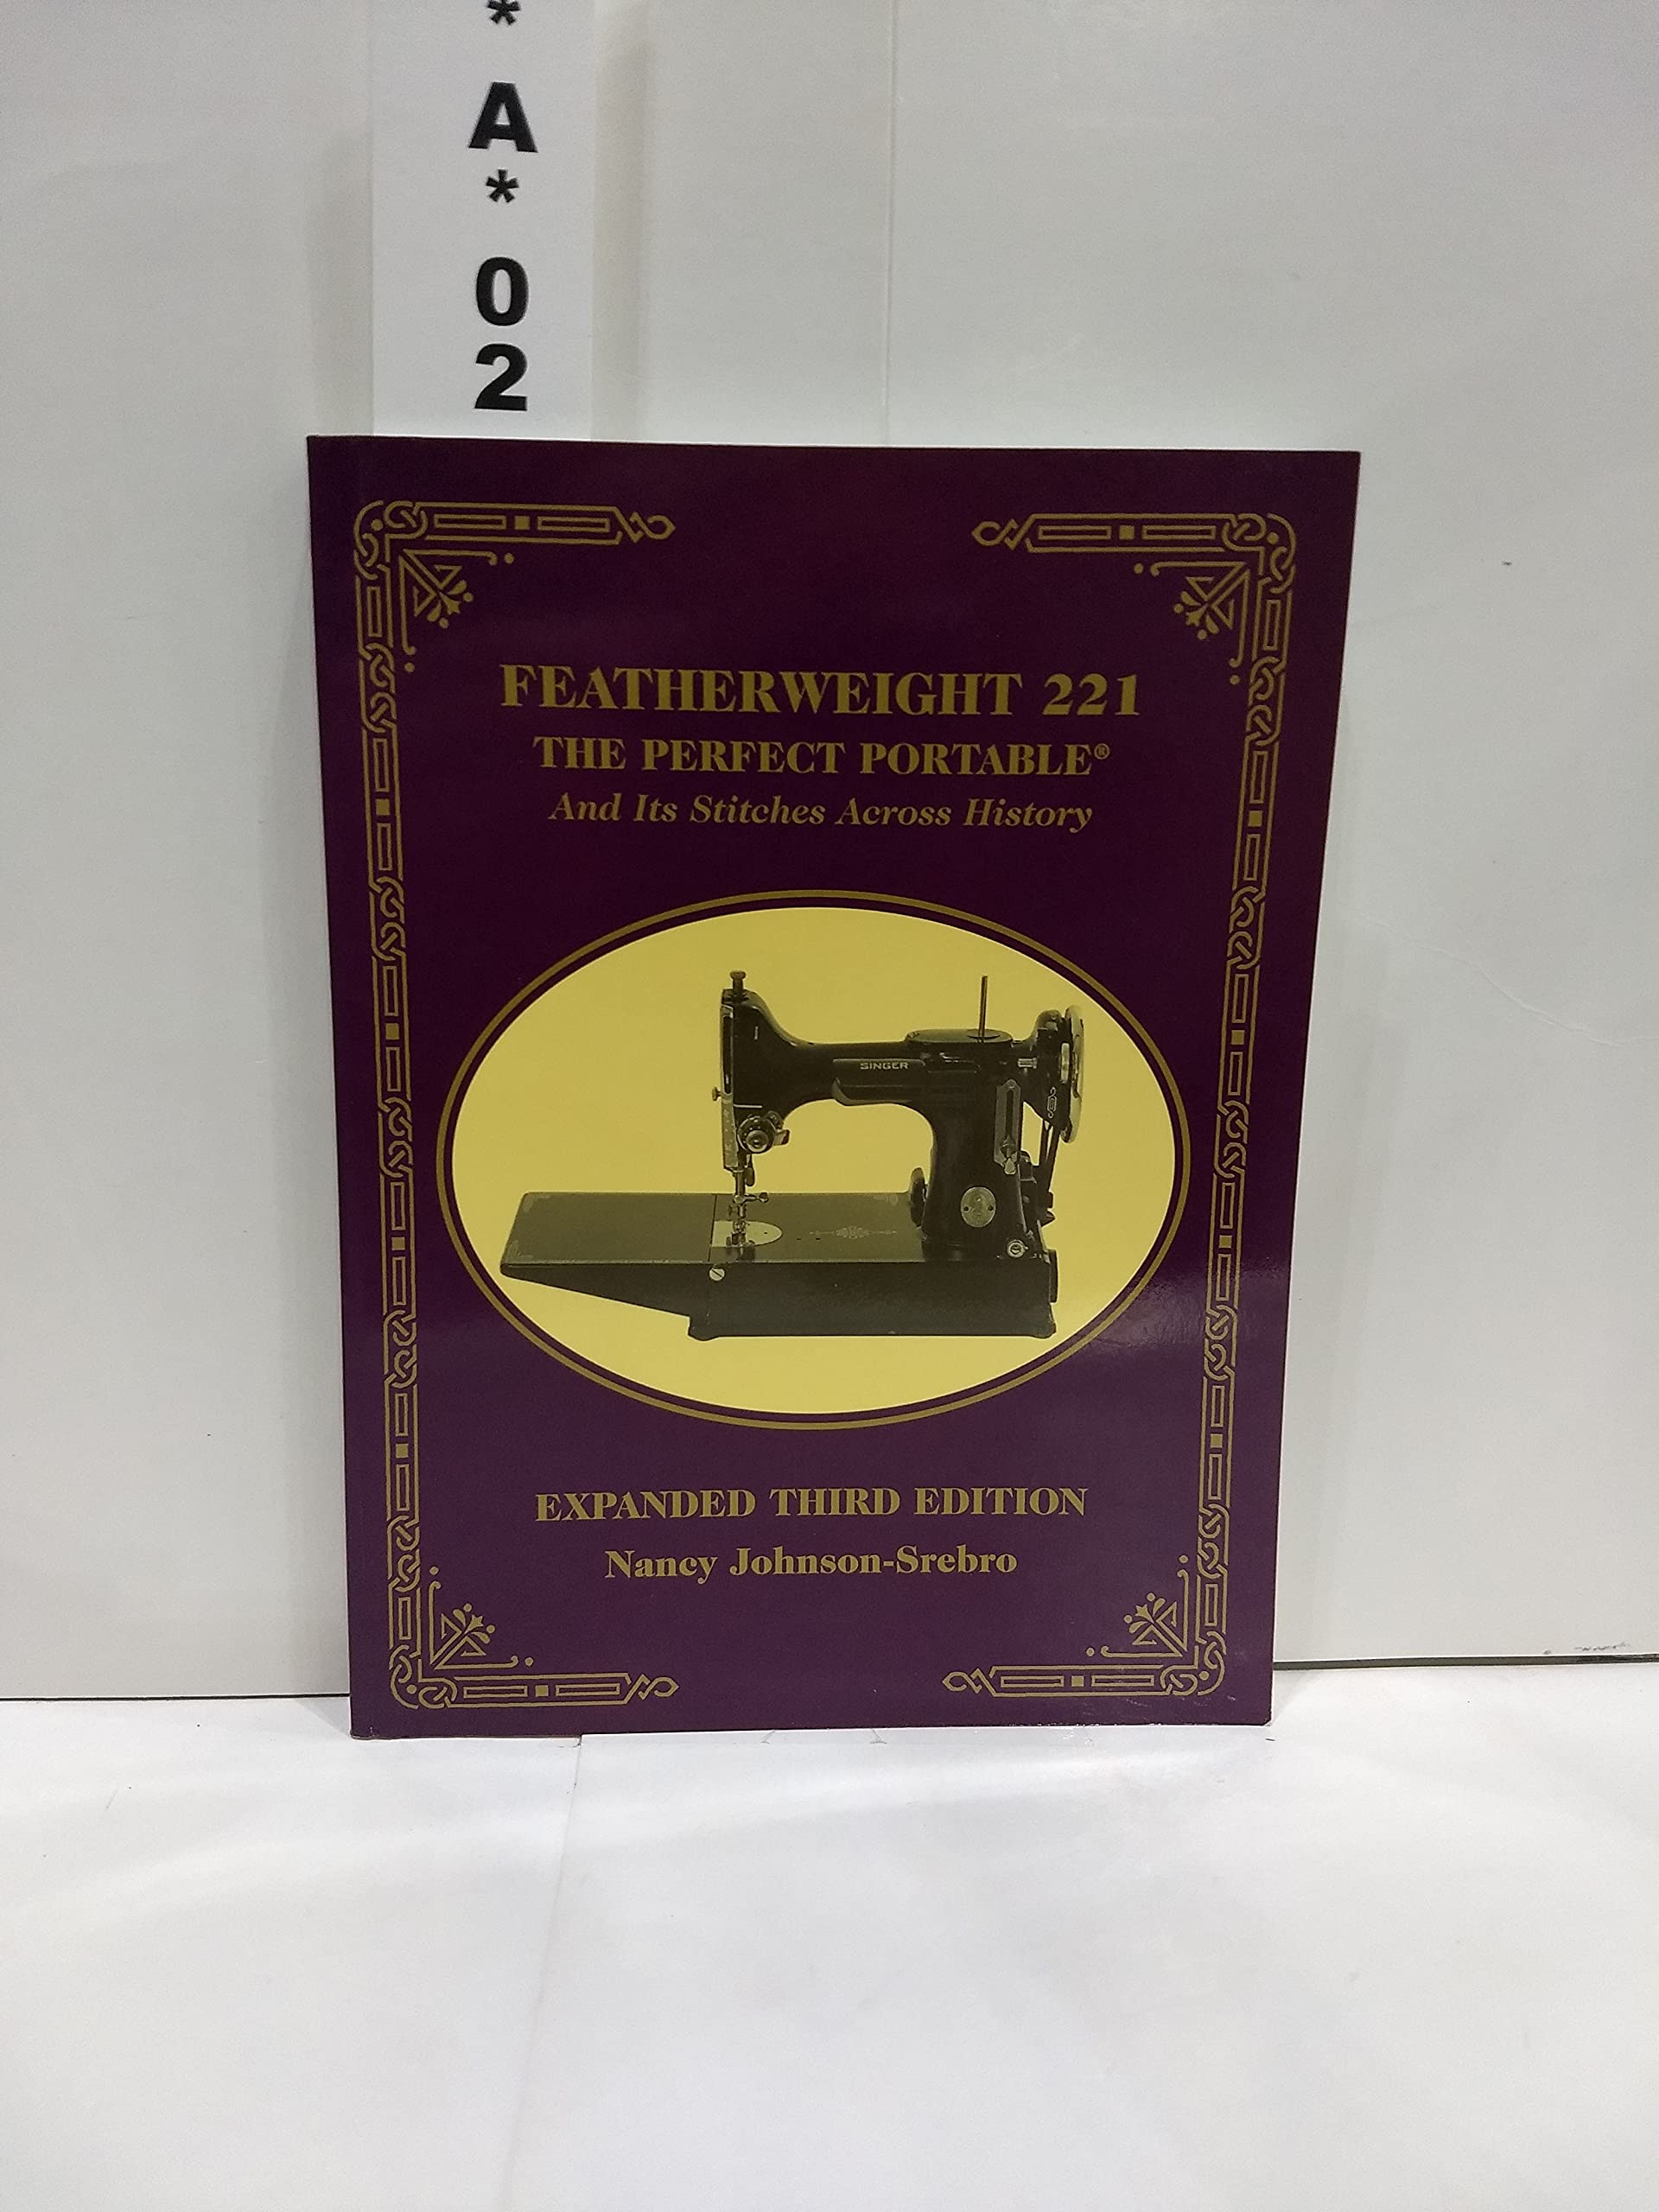 *
A
*
0
2
FEATHERWEIGHT 221
THE PERFECT PORTABLE®
And Its Stitches Across History
SINGER
EXPANDED THIRD EDITION
Nancy Johnson-Srebro